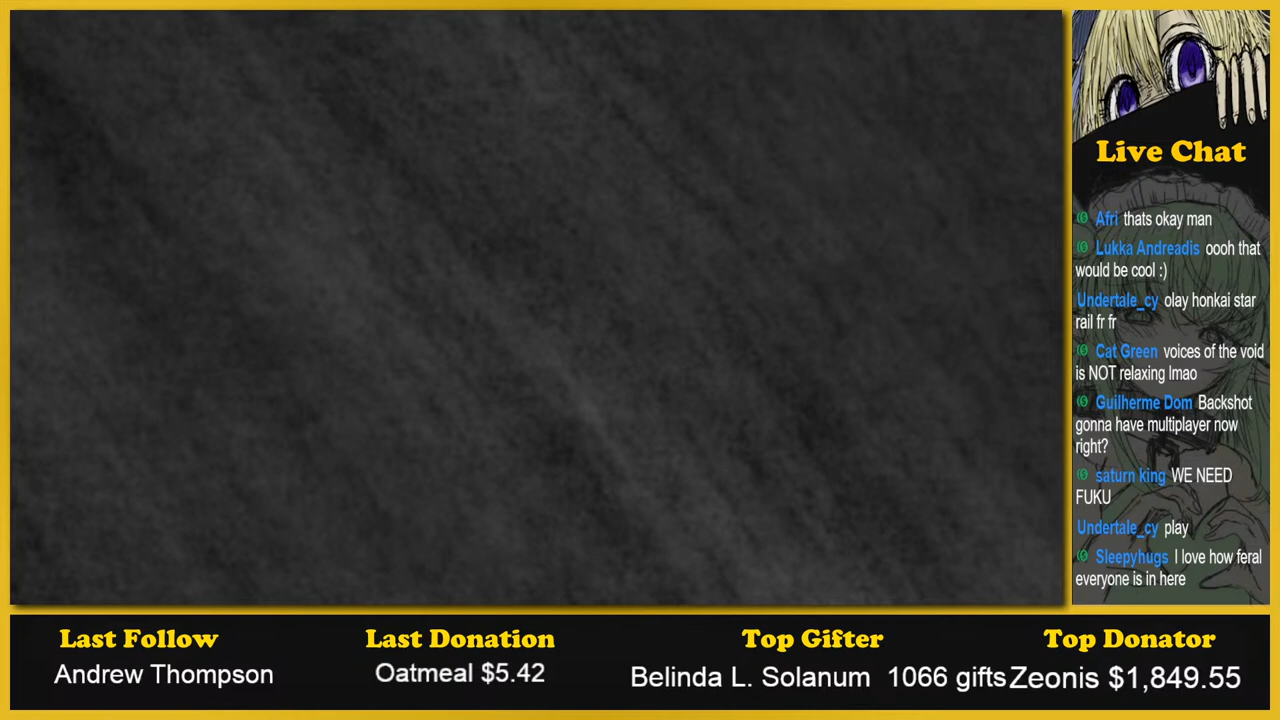 Live Chat
Afri thats okay man
Lukka Andreadis oooh that
would be cool :)
Undertale_cy olay honkai star
rail fr fr
Cat Green voices of the void
is NOT relaxing lmao
Guilherme Dom Backshot
gonna have multiplayer now
right?
saturn king WE NEED
FUKU
Undertale_cy play
Sleepyhugs I love how feral
everyone is in here
Last Follow
Andrew Thompson
Last Donation
Oatmeal $5.42
Top Gifter
Belinda L. Solanum 1066 gifts
Top Donator
Zeonis $1,849.55